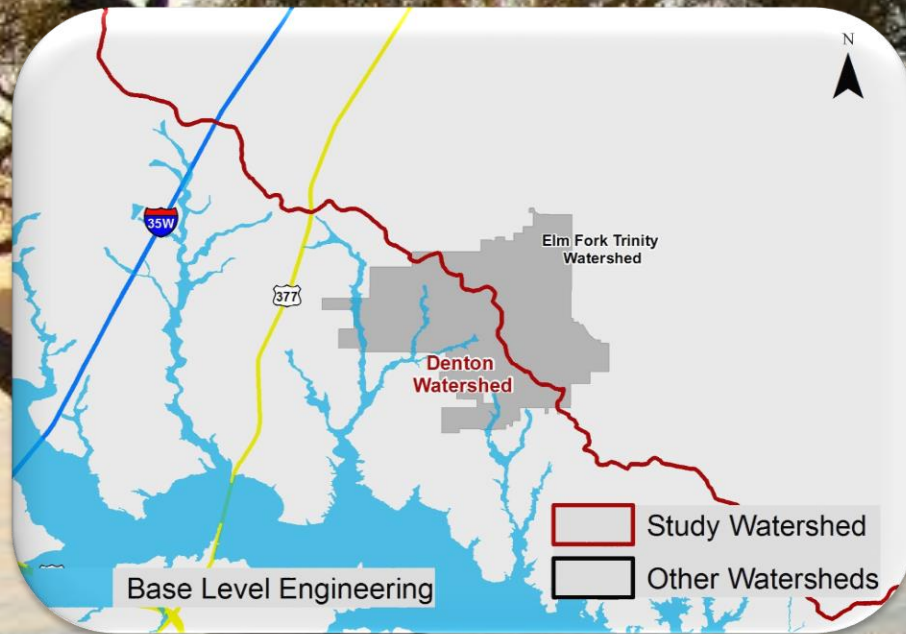 N
35W
377
Elm Fork Trinity
Watershed
Denton
Watershed
Study Watershed
Other Watersheds
Base Level Engineering